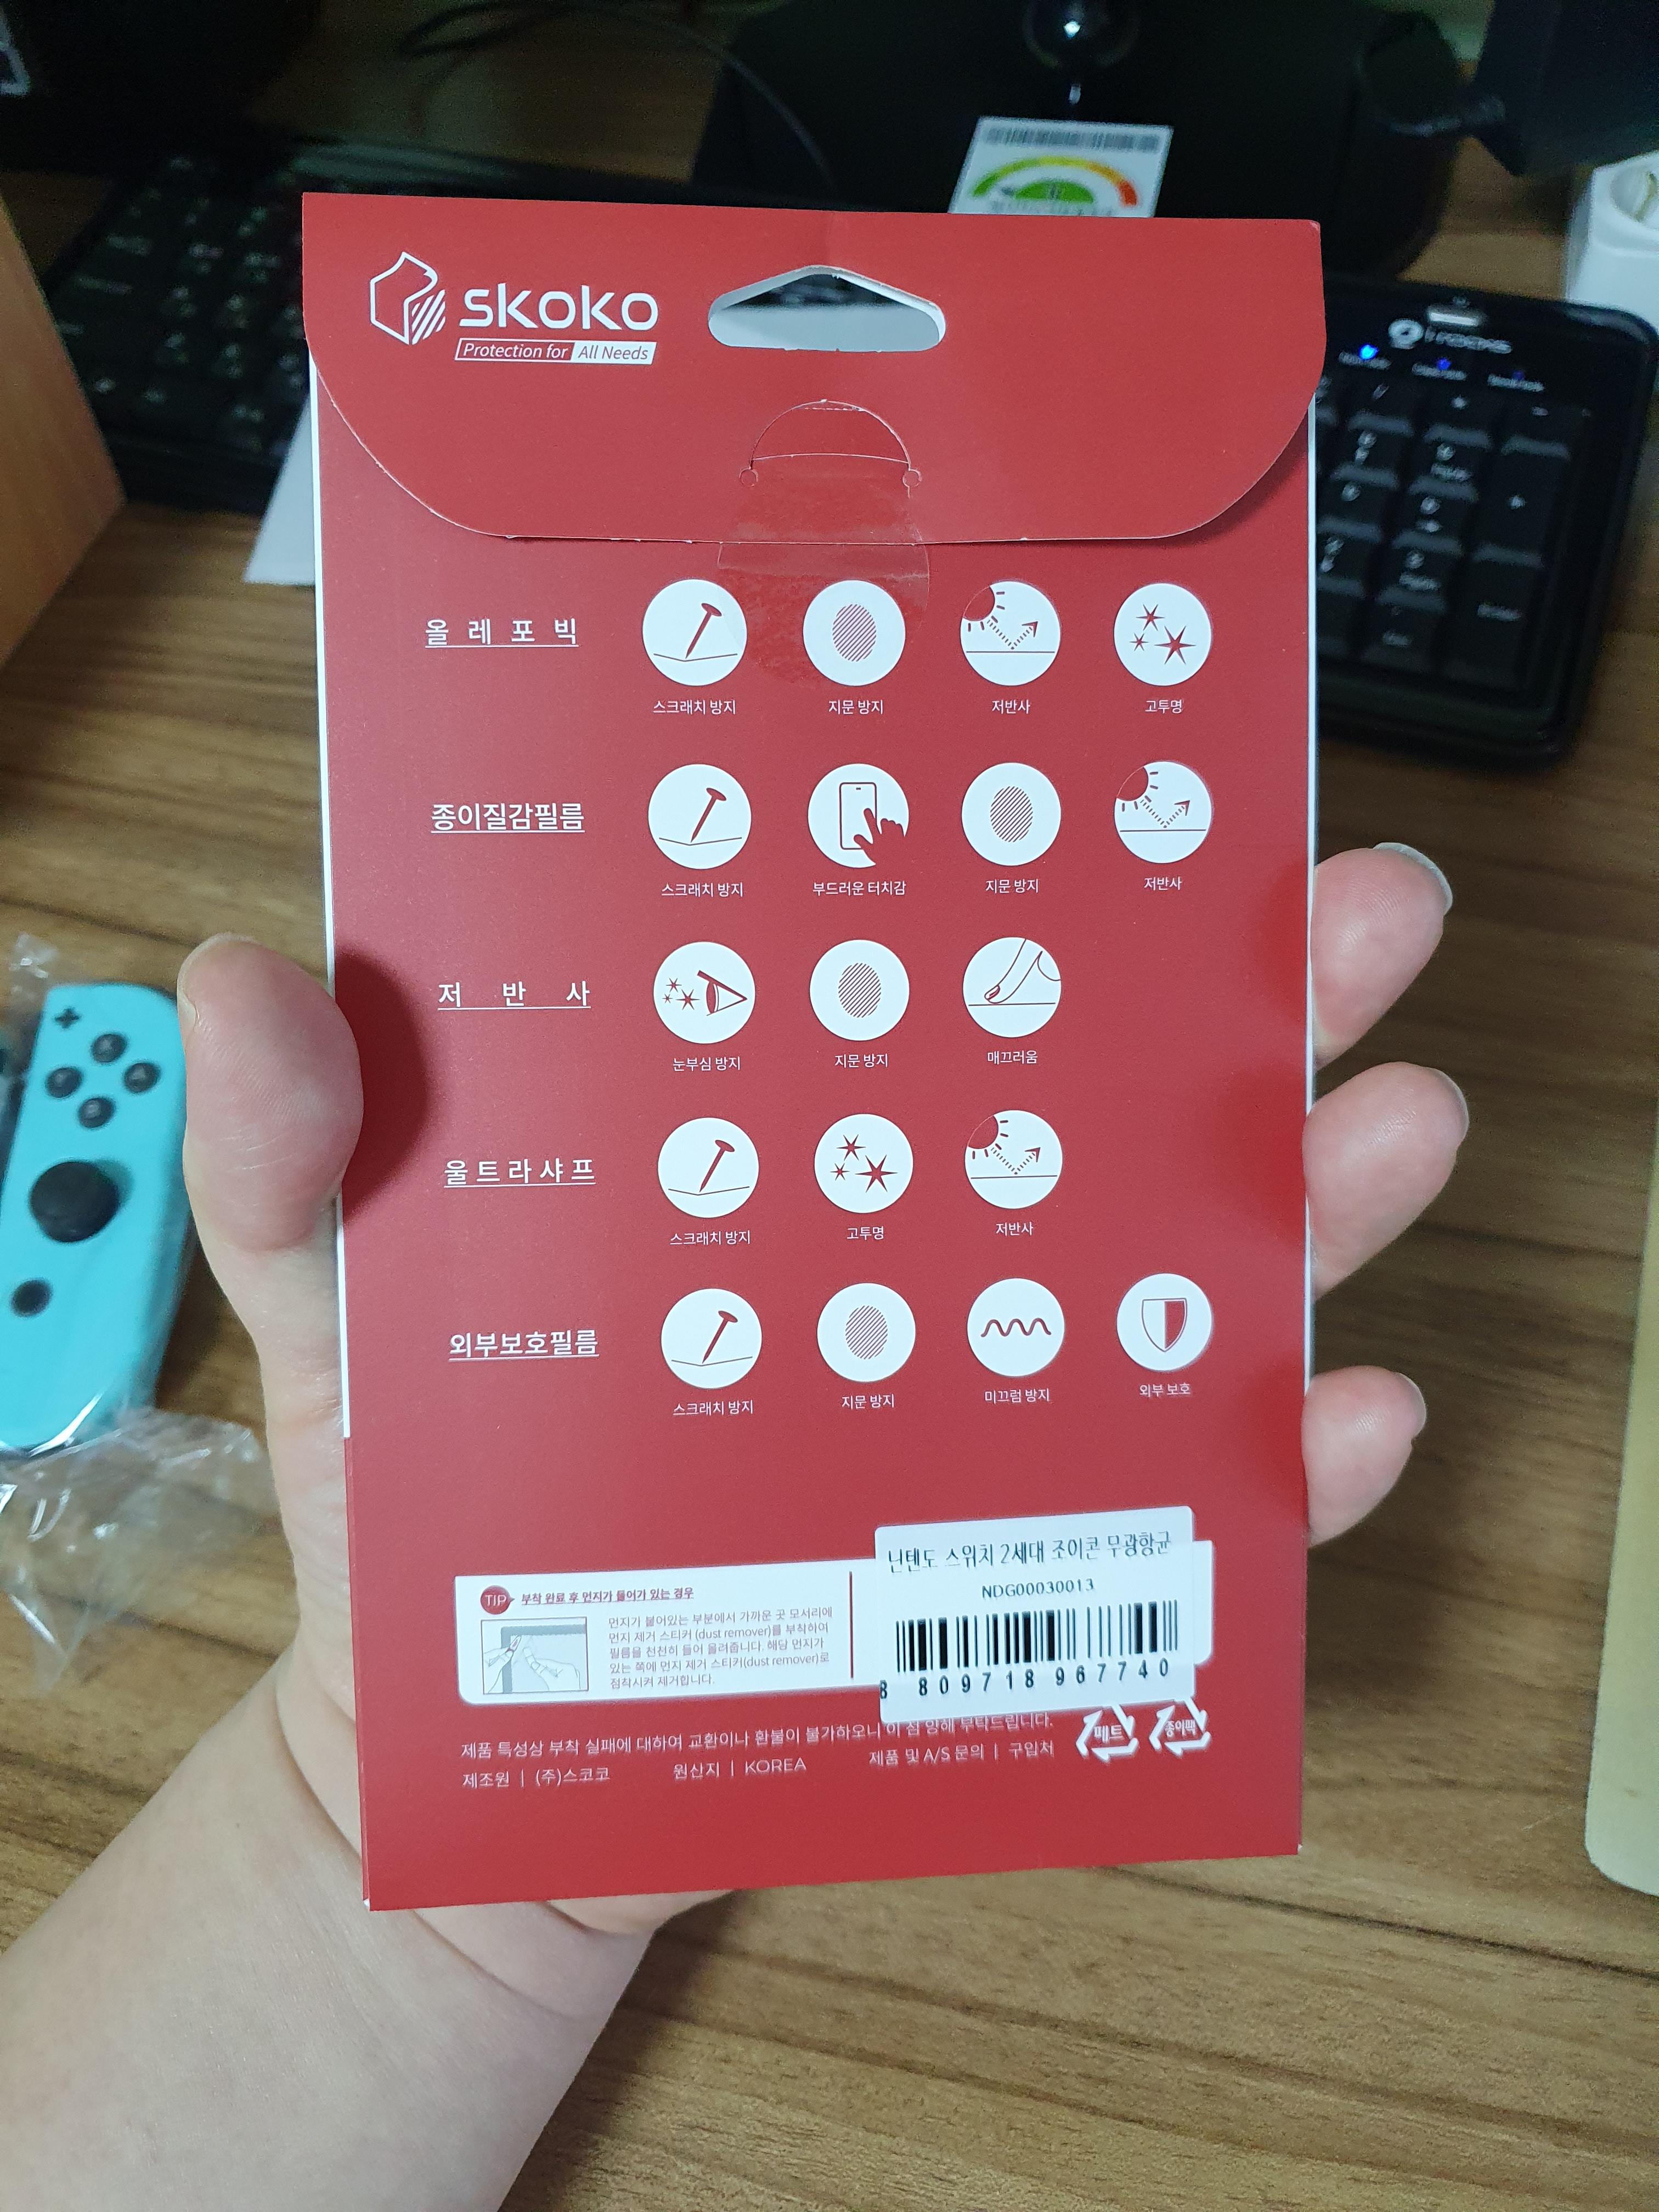 SKOKO
Protection for All Needs
올레포빅
스크래치 방지 지문 방지 저반사 고투명
종이질감필름
스크래치 방지 부드러운 터치감 지문 방지 저반사
저반사
눈부심 방지 지문 방지 매끄러움
울트라샤프
스크래치 방지 고투명 저반사
외부보호필름
스크래치 방지 지문 방지 미끄럼 방지 외부 보호
TIP 부착 완료 후 먼지가 들어가 있는 경우
먼지가 붙어있는 부분에서 가까운 곳 모서리에
먼지 제거 스티커 (dust remover)를 부착하여
필름을 천천히 들어 올려줍니다. 해당 먼지가
있는 쪽에 먼지 제거 스티커(dust remover)로
점착시켜 제거합니다.
닌텐도 스위치 2세대 조이콘 무광항균
NDG00030013
8 809718 967740
제품 특성상 부착 실패에 대하여 교환이나 환불이 불가하오니 이 점 양해 부탁드립니다.
제조원 | (주)스코코 원산지 | KOREA 제품 및 A/S 문의 | 구입처
페트 종이팩
X
Y
A
B